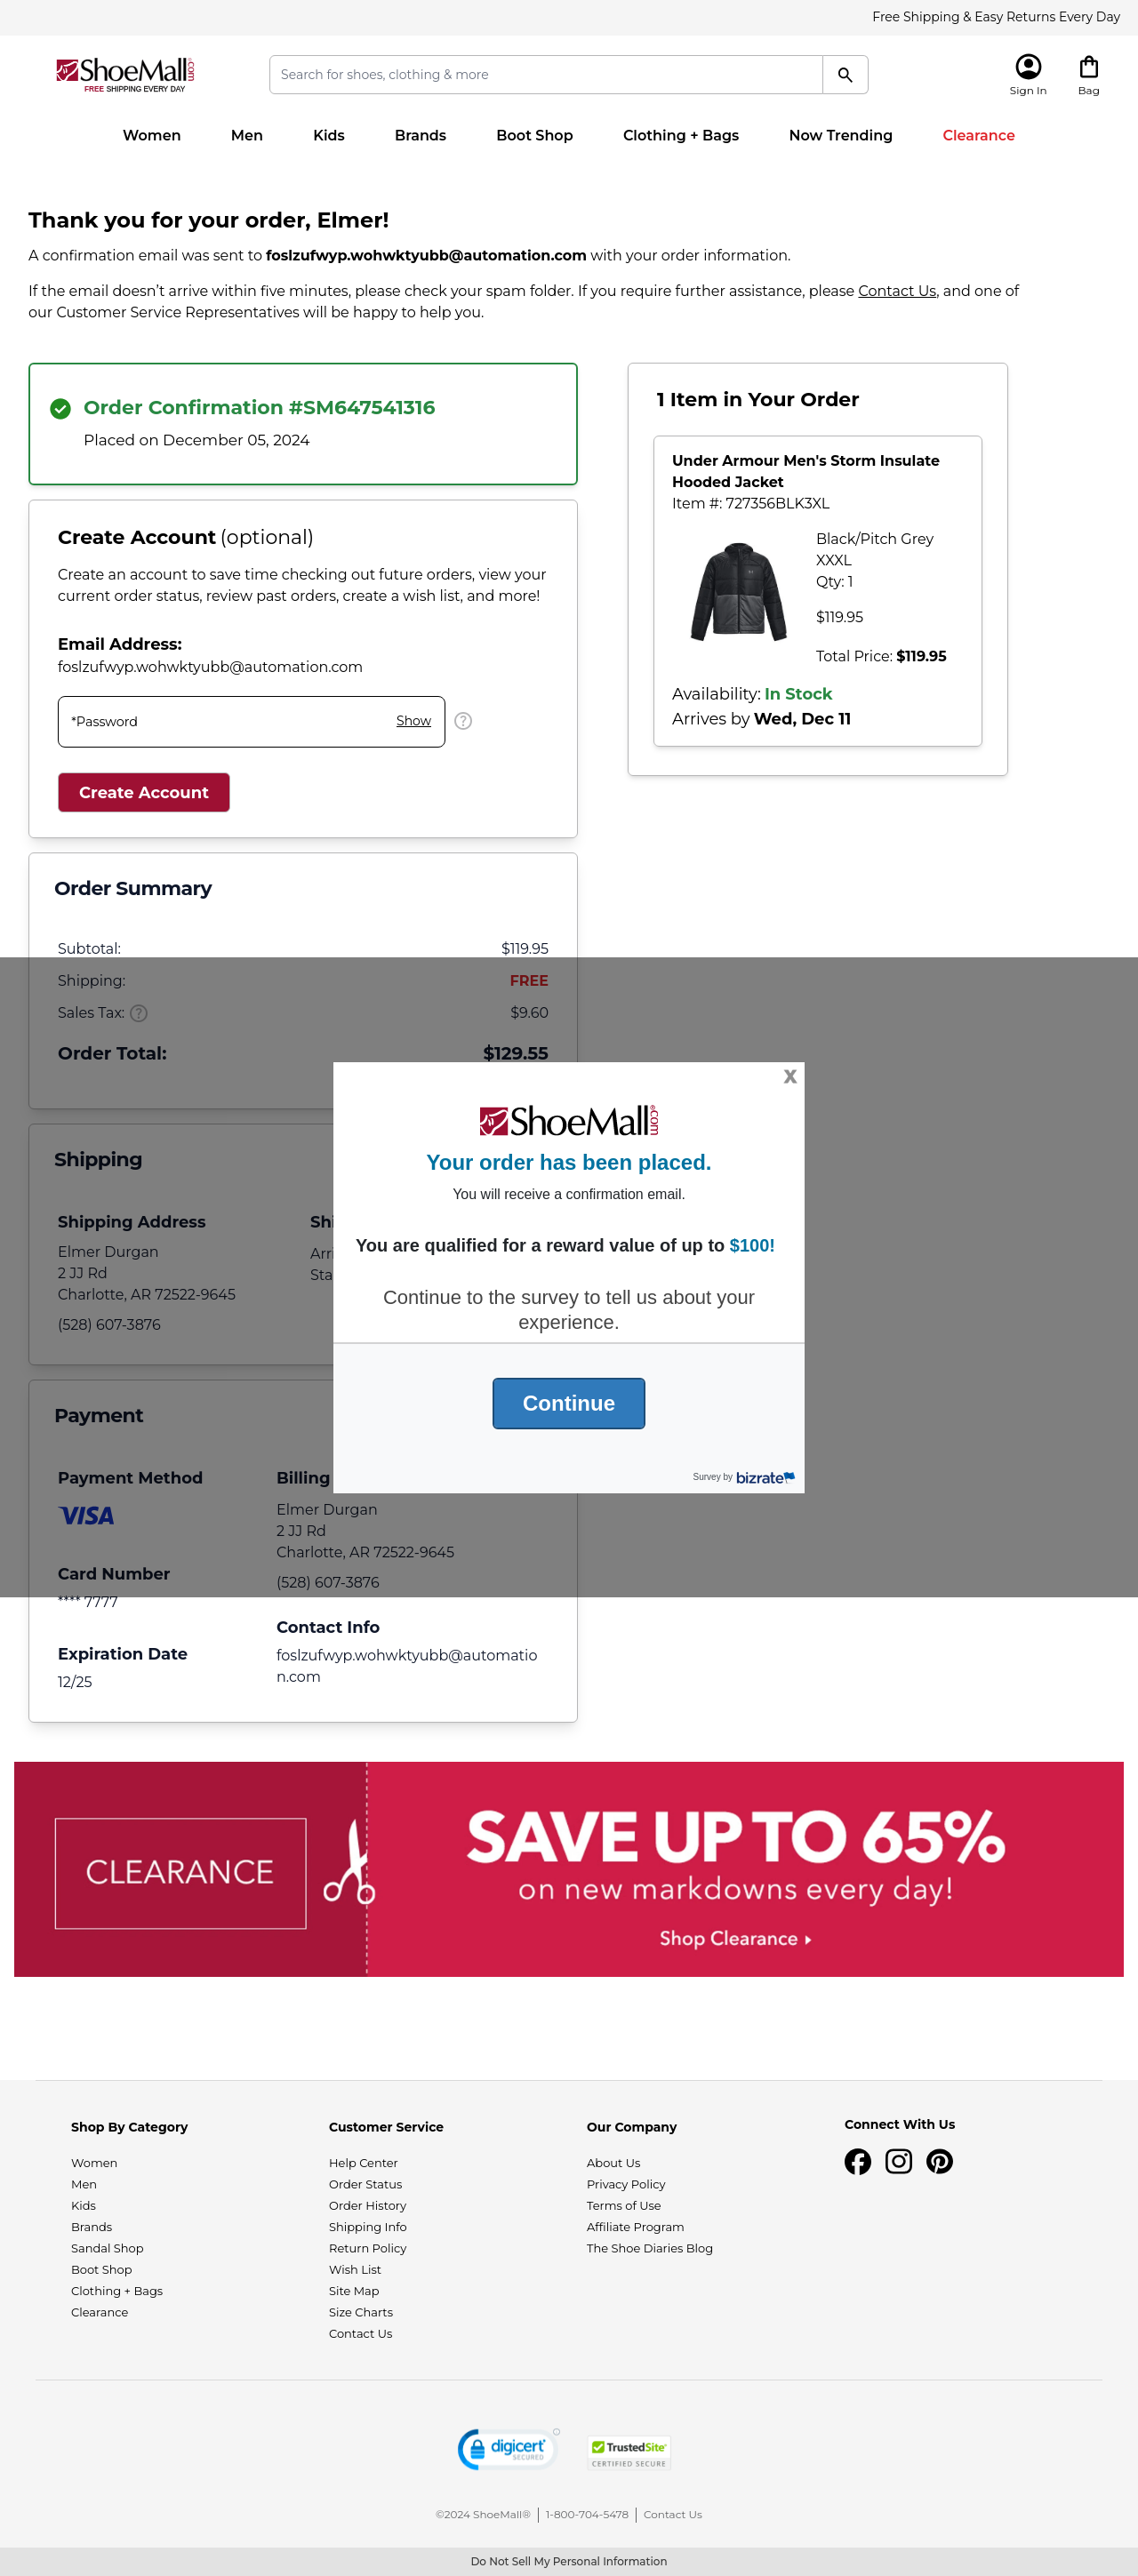 Free Shipping & Easy Returns Every Day
ShoeMall.com
FREE SHIPPING EVERY DAY
Search for shoes, clothing & more
Sign In
Bag
Women Men Kids Brands Boot Shop Clothing + Bags Now Trending Clearance
Thank you for your order, Elmer!
A confirmation email was sent to foslzufwyp.wohwktyubb@automation.com with your order information.
If the email doesn’t arrive within five minutes, please check your spam folder. If you require further assistance, please Contact Us, and one of
our Customer Service Representatives will be happy to help you.
Order Confirmation #SM647541316
Placed on December 05, 2024
Create Account (optional)
Create an account to save time checking out future orders, view your
current order status, review past orders, create a wish list, and more!
Email Address:
foslzufwyp.wohwktyubb@automation.com
*Password Show ?
Create Account
1 Item in Your Order
Under Armour Men's Storm Insulate
Hooded Jacket
Item #: 727356BLK3XL
Black/Pitch Grey
XXXL
Qty: 1
$119.95
Total Price: $119.95
Availability: In Stock
Arrives by Wed, Dec 11
Order Summary
Subtotal: $119.95
Shipping: FREE
Sales Tax: ? $9.60
Order Total: $129.55
Shipping
Shipping Address
Elmer Durgan
2 JJ Rd
Charlotte, AR 72522-9645
(528) 607-3876
Shi
Arri
Sta
X
ShoeMall.com
Your order has been placed.
You will receive a confirmation email.
You are qualified for a reward value of up to $100!
Continue to the survey to tell us about your
experience.
Continue
Survey by bizrate
Payment
Payment Method
VISA
Card Number
**** 7777
Expiration Date
12/25
Billing
Elmer Durgan
2 JJ Rd
Charlotte, AR 72522-9645
(528) 607-3876
Contact Info
foslzufwyp.wohwktyubb@automatio
n.com
CLEARANCE
SAVE UP TO 65%
on new markdowns every day!
Shop Clearance
Shop By Category
Women
Men
Kids
Brands
Sandal Shop
Boot Shop
Clothing + Bags
Clearance
Customer Service
Help Center
Order Status
Order History
Shipping Info
Return Policy
Wish List
Site Map
Size Charts
Contact Us
Our Company
About Us
Privacy Policy
Terms of Use
Affiliate Program
The Shoe Diaries Blog
Connect With Us
digicert
SECURED
TrustedSite
CERTIFIED SECURE
©2024 ShoeMall® | 1-800-704-5478 | Contact Us
Do Not Sell My Personal Information